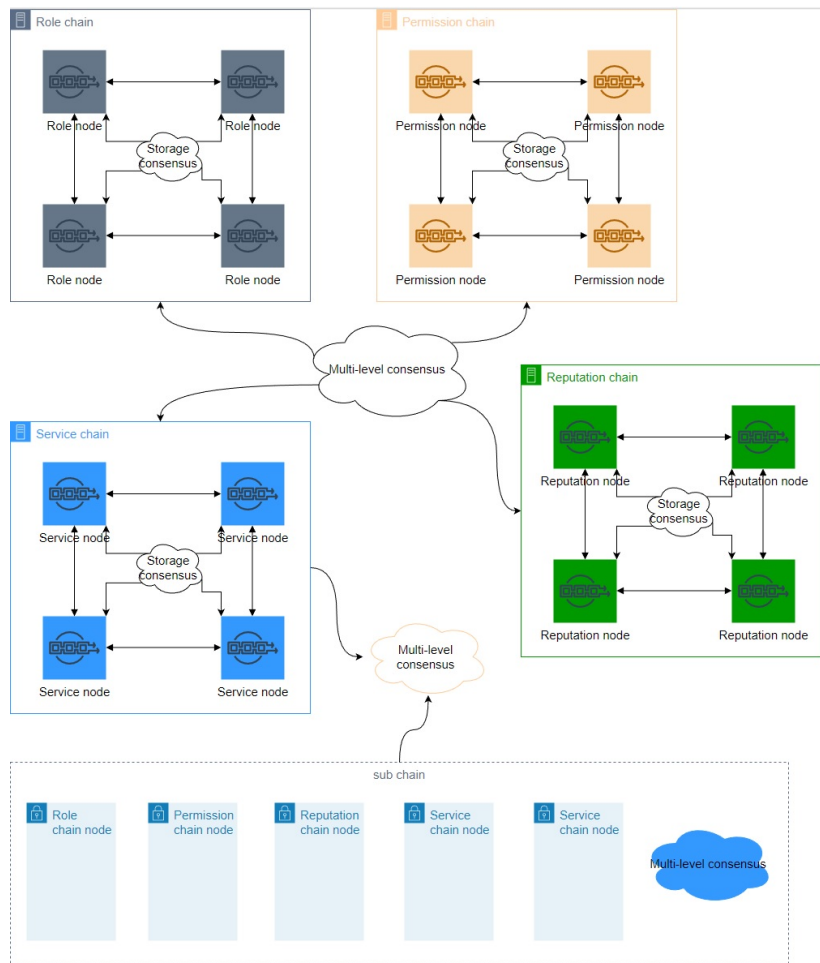 Role chain
Permission chain
Role node
Role node
Storage
consensus
Role node
Role node
Permission node
Permission node
Storage
consensus
Permission node
Permission node
Multi-level consensus
Reputation chain
Reputation node
Reputation node
Storage
consensus
Reputation node
Reputation node
Service chain
Service node
Service node
Storage
consensus
Service node
Service node
Multi-level
consensus
sub chain
Role
chain node
Permission
chain node
Reputation
chain node
Service
chain node
Service
chain node
Multi-level consensus